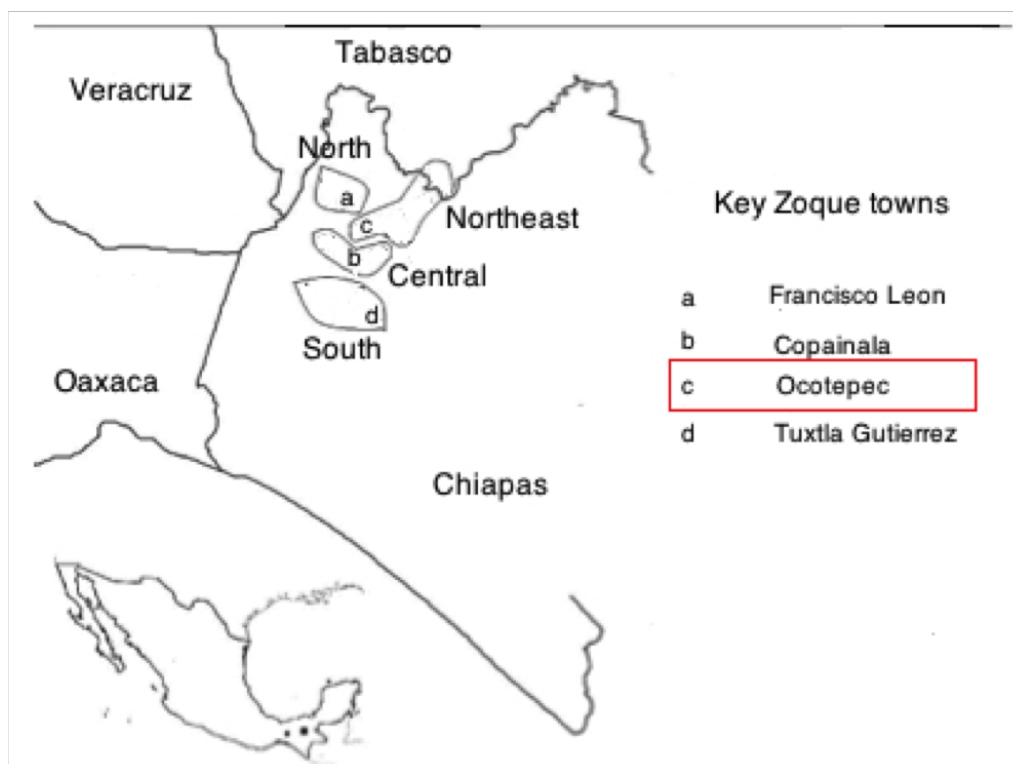 Tabasco
Veracruz
North
a
Key Zoque towns
c
Northeast
b
Central
a Francisco Leon
d
South
b Copainala
Oaxaca
c Ocotepec
d Tuxtla Gutierrez
Chiapas